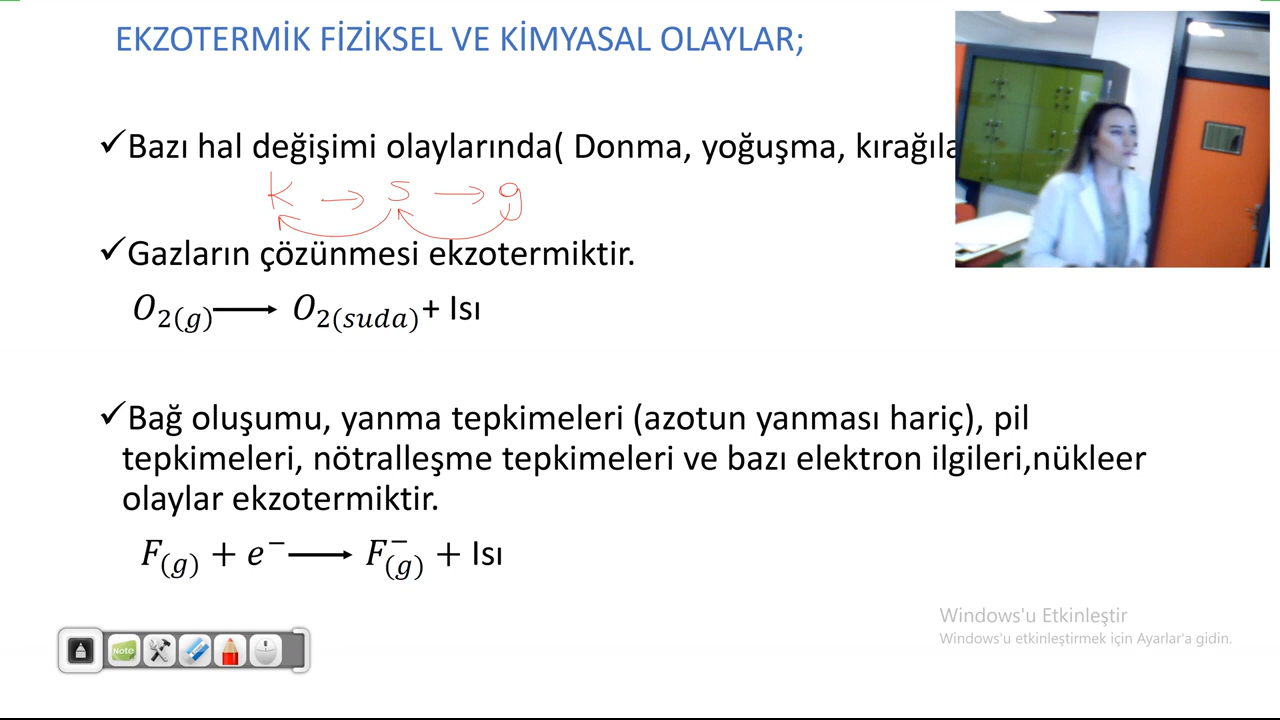 EKZOTERMİK FİZİKSEL VE KİMYASAL OLAYLAR;
✓Bazı hal değişimi olaylarında( Donma, yoğuşma, kırağıla
k → s → g
✓Gazların çözünmesi ekzotermiktir.
O₂(g) ⟶ O₂(suda)+ Isı
✓Bağ oluşumu, yanma tepkimeleri (azotun yanması hariç), pil
tepkimeleri, nötralleşme tepkimeleri ve bazı elektron ilgileri,nükleer
olaylar ekzotermiktir.
F(g) + e⁻ ⟶ F⁻(g) + Isı
Note
Windows'u Etkinleştir
Windows'u etkinleştirmek için Ayarlar'a gidin.